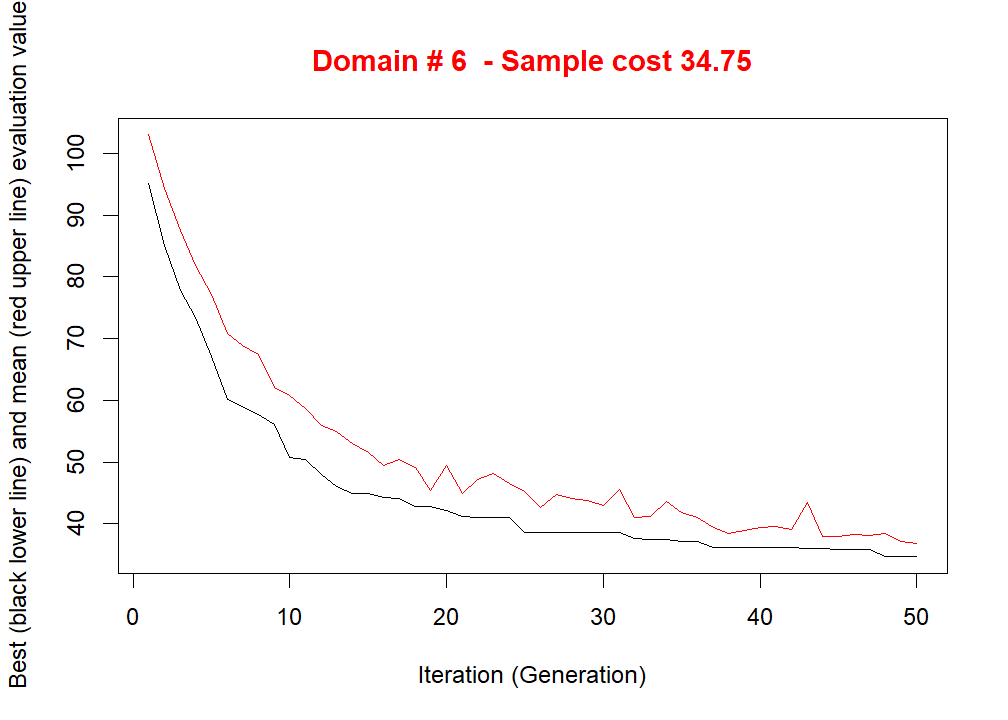 Domain # 6  - Sample cost 34.75
Best (black lower line) and mean (red upper line) evaluation value
100
90
80
70
60
50
40
0 10 20 30 40 50
Iteration (Generation)